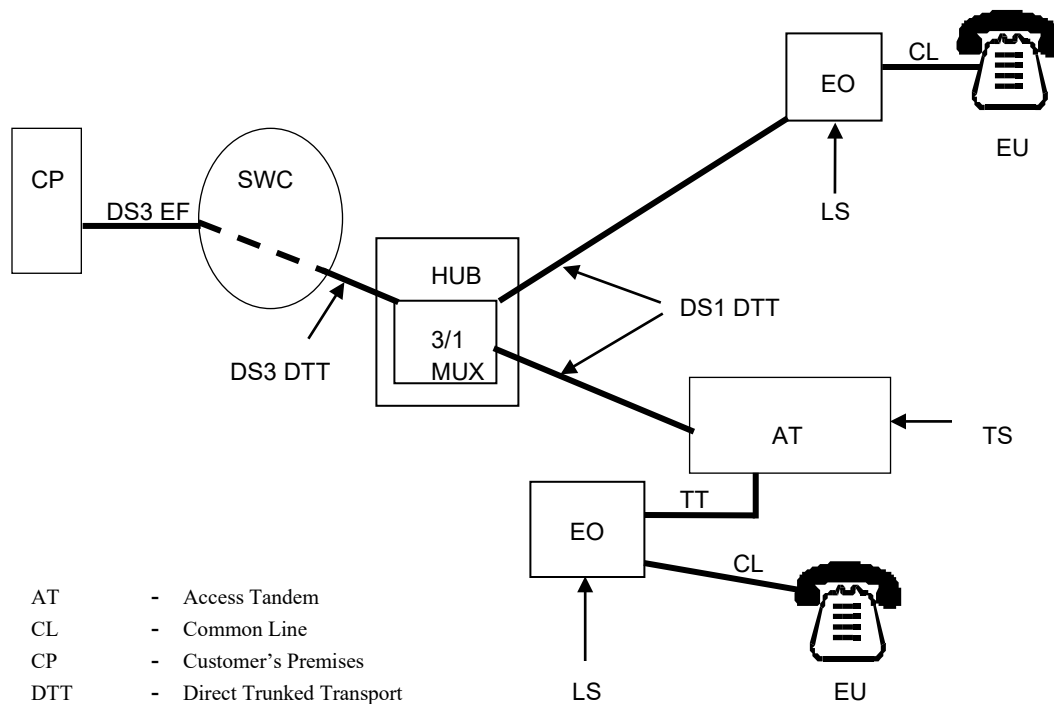 CL
EO
EU
CP
SWC
DS3 EF
LS
HUB
DS1 DTT
3/1
MUX
DS3 DTT
AT
TS
TT
EO
CL
AT - Access Tandem
CL - Common Line
CP - Customer's Premises
DTT - Direct Trunked Transport
LS
EU